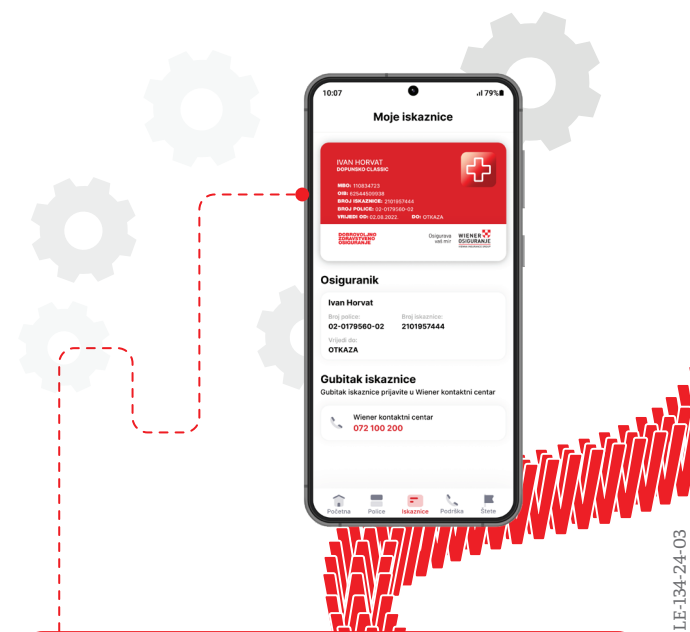 10:07
79%
Moje iskaznice
IVAN HORVAT
DOPUNSKO CLASSIC
MBO: 110834723
OIB: 62544509938
BROJ ISKAZNICE: 2101957444
BROJ POLICE: 02-0179560-02
VRIJEDI OD: 02.08.2022 DO: OTKAZA
DOBROVOLJNO
ZDRAVSTVENO
OSIGURANJE
Osigurava
vaš mir
WIENER
OSIGURANJE
VIENNA INSURANCE GROUP
Osiguranik
Ivan Horvat
Broj police: Broj iskaznice:
02-0179560-02 2101957444
Vrijedi do:
OTKAZA
Gubitak iskaznice
Gubitak iskaznice prijavite u Wiener kontaktni centar
Wiener kontaktni centar
072 100 200
Početna Police Iskaznice Podrška Štete
LE-134-24-03